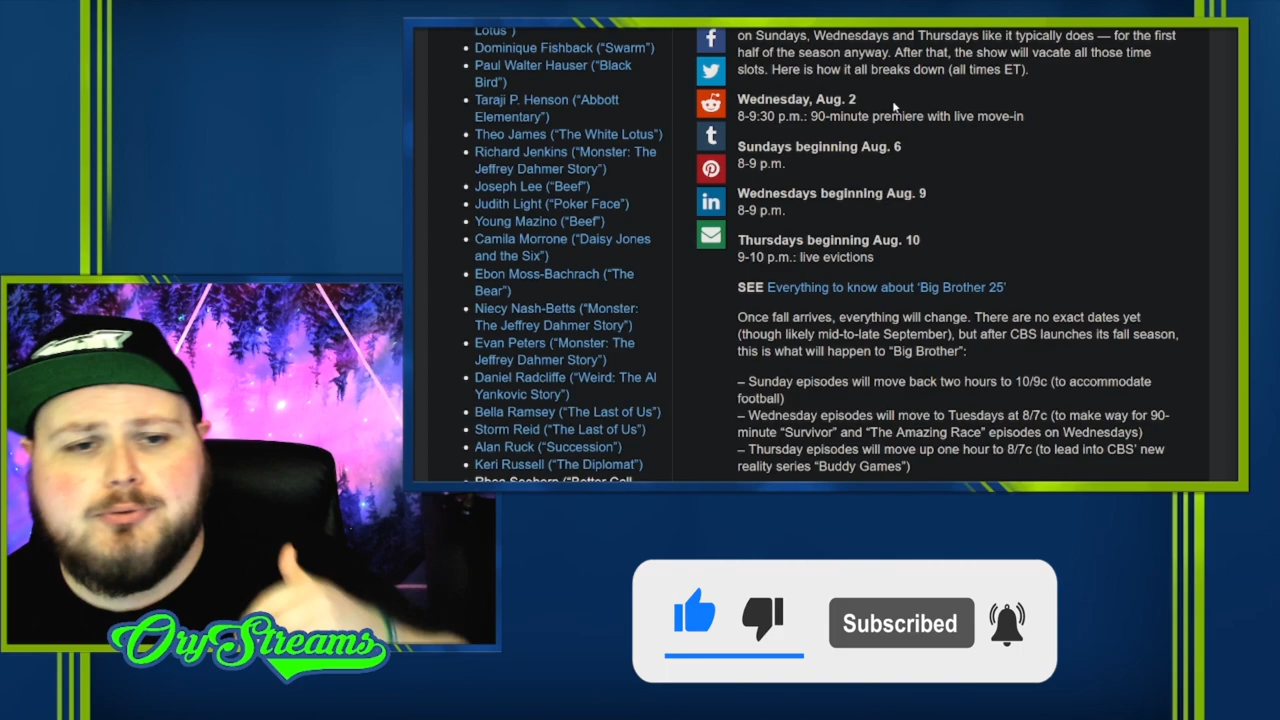 Lotus")
Dominique Fishback ("Swarm")
Paul Walter Hauser ("Black
Bird")
Taraji P. Henson ("Abbott
Elementary")
Theo James ("The White Lotus")
Richard Jenkins ("Monster: The
Jeffrey Dahmer Story")
Joseph Lee ("Beef")
Judith Light ("Poker Face")
Young Mazino ("Beef")
Camila Morrone ("Daisy Jones
and the Six")
Ebon Moss-Bachrach ("The
Bear")
Niecy Nash-Betts ("Monster:
The Jeffrey Dahmer Story")
Evan Peters ("Monster: The
Jeffrey Dahmer Story")
Daniel Radcliffe ("Weird: The Al
Yankovic Story")
Bella Ramsey ("The Last of Us")
Storm Reid ("The Last of Us")
Alan Ruck ("Succession")
Keri Russell ("The Diplomat")
Rhea Seehorn ("Better Call
on Sundays, Wednesdays and Thursdays like it typically does — for the first
half of the season anyway. After that, the show will vacate all those time
slots. Here is how it all breaks down (all times ET).
Wednesday, Aug. 2
8-9:30 p.m.: 90-minute premiere with live move-in
Sundays beginning Aug. 6
8-9 p.m.
Wednesdays beginning Aug. 9
8-9 p.m.
Thursdays beginning Aug. 10
9-10 p.m.: live evictions
SEE Everything to know about 'Big Brother 25'
Once fall arrives, everything will change. There are no exact dates yet
(though likely mid-to-late September), but after CBS launches its fall season,
this is what will happen to "Big Brother":
– Sunday episodes will move back two hours to 10/9c (to accommodate
football)
– Wednesday episodes will move to Tuesdays at 8/7c (to make way for 90-
minute "Survivor" and "The Amazing Race" episodes on Wednesdays)
– Thursday episodes will move up one hour to 8/7c (to lead into CBS' new
reality series "Buddy Games")
OryStreams
Subscribed